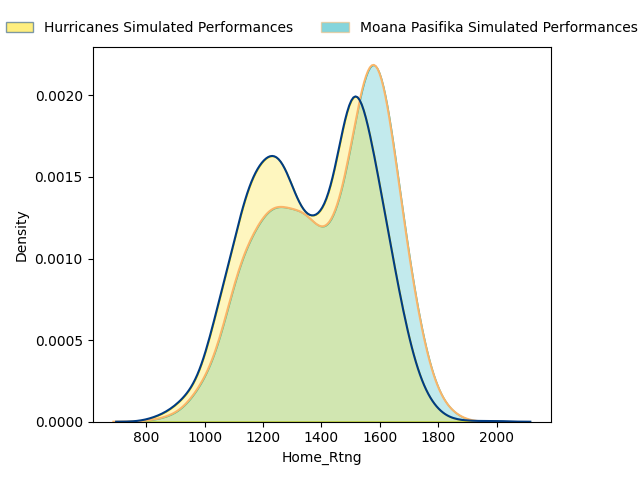 Hurricanes Simulated Performances Moana Pasifika Simulated Performances
0.0020
0.0015
0.0010
0.0005
0.0000
Density
800 1000 1200 1400 1600 1800 2000
Home_Rtng